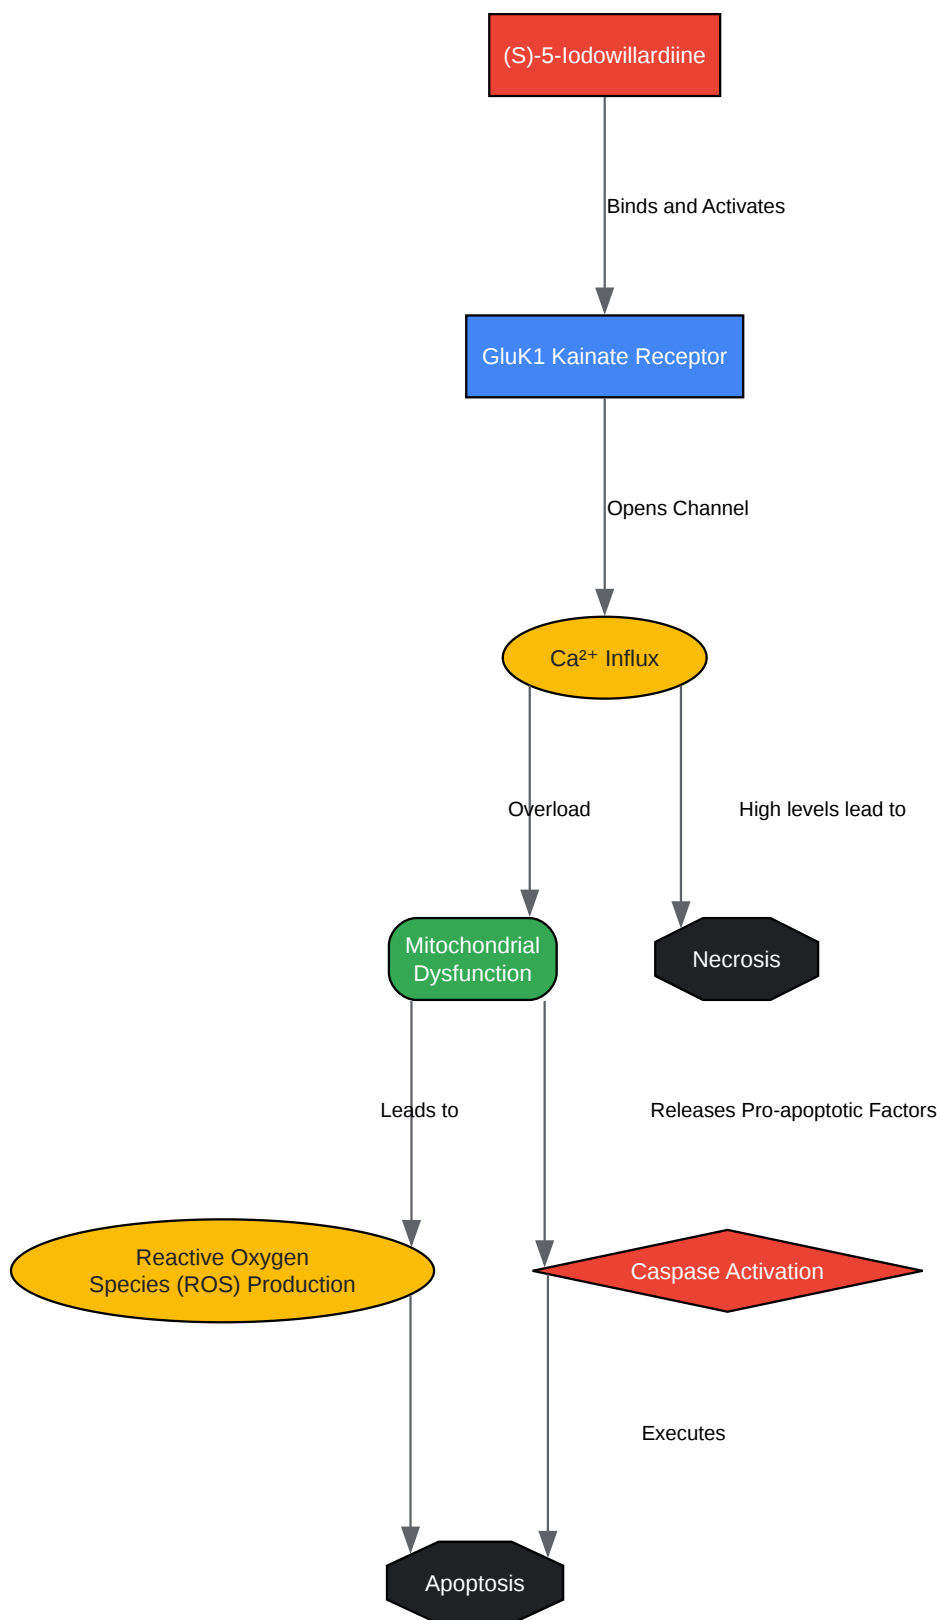 (S)-5-Iodowillardiine
Binds and Activates
GluK1 Kainate Receptor
Opens Channel
Ca²⁺ Influx
Overload
High levels lead to
Mitochondrial
Dysfunction
Necrosis
Leads to
Releases Pro-apoptotic Factors
Reactive Oxygen
Species (ROS) Production
Caspase Activation
Executes
Apoptosis